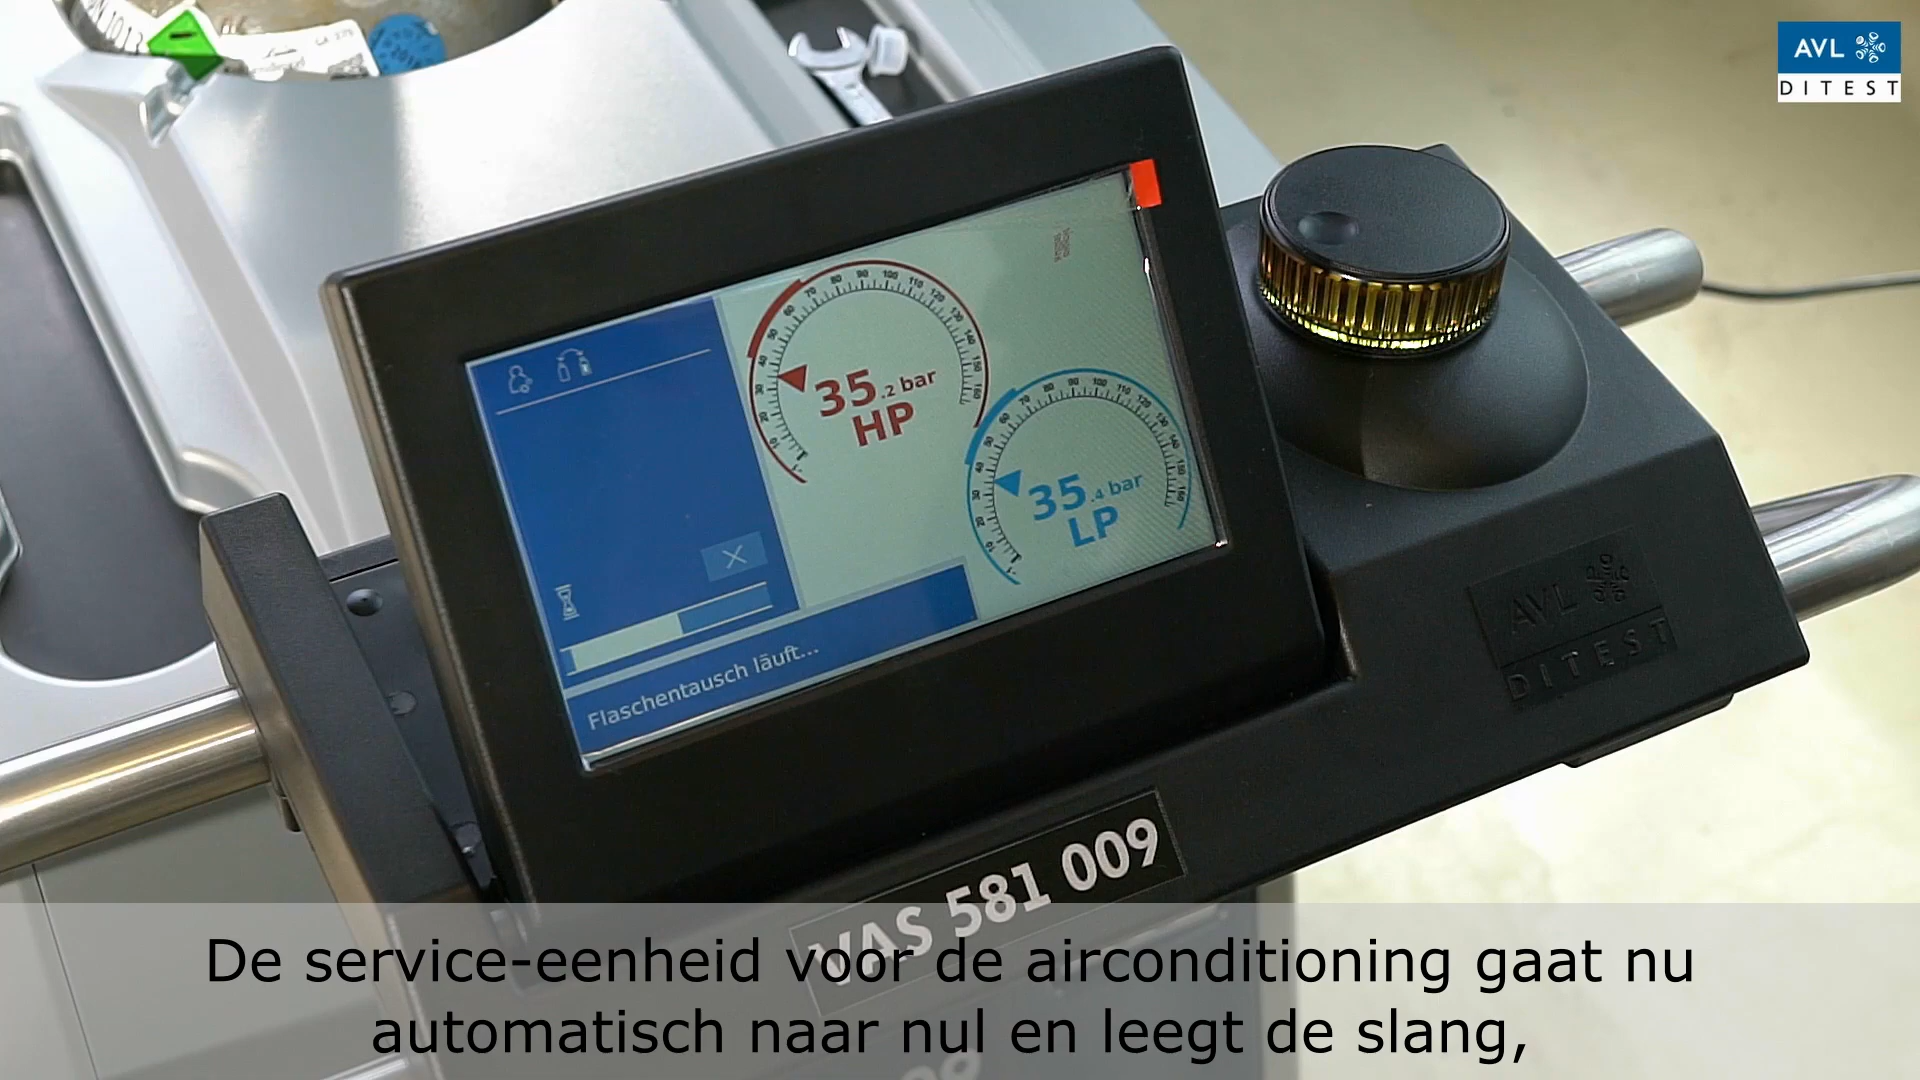 AVL
DITEST
35.2 bar
HP
35.4 bar
LP
Flaschentausch läuft...
AVL
DITEST
VAS 581 009
De service-eenheid voor de airconditioning gaat nu
automatisch naar nul en leegt de slang,